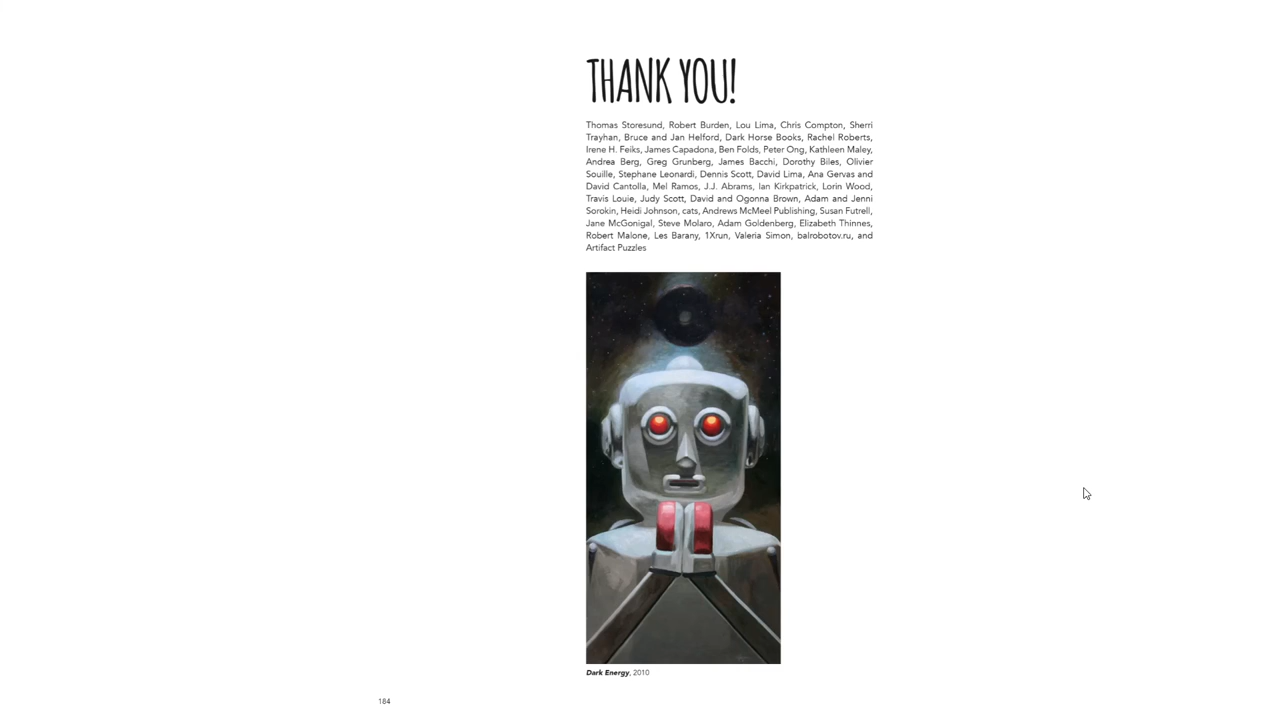 THANK YOU!
Thomas Storesund, Robert Burden, Lou Lima, Chris Compton, Sherri
Trayhan, Bruce and Jan Helford, Dark Horse Books, Rachel Roberts,
Irene H. Feiks, James Capadona, Ben Folds, Peter Ong, Kathleen Maley,
Andrea Berg, Greg Grunberg, James Bacchi, Dorothy Biles, Olivier
Souille, Stephane Leonardi, Dennis Scott, David Lima, Ana Gervas and
David Cantolla, Mel Ramos, J.J. Abrams, Ian Kirkpatrick, Lorin Wood,
Travis Louie, Judy Scott, David and Ogonna Brown, Adam and Jenni
Sorokin, Heidi Johnson, cats, Andrews McMeel Publishing, Susan Futrell,
Jane McGonigal, Steve Molaro, Adam Goldenberg, Elizabeth Thinnes,
Robert Malone, Les Barany, 1Xrun, Valeria Simon, balrobotov.ru, and
Artifact Puzzles
Dark Energy, 2010
184